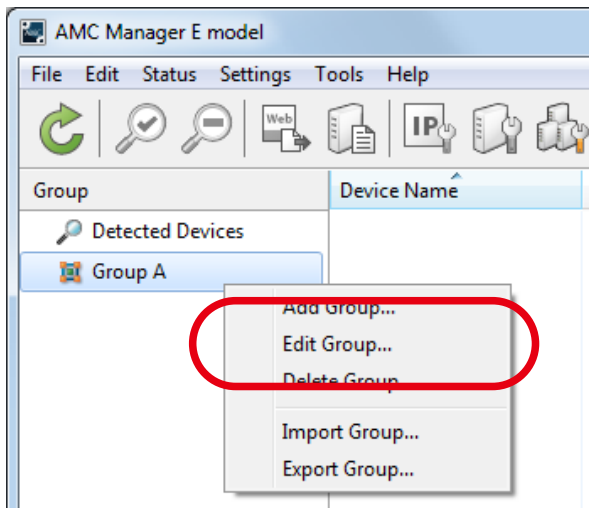 AMC Manager E model
File Edit Status Settings Tools Help
Web IP
Group Device Name
Detected Devices
Group A
Add Group...
Edit Group...
Delete Group...
Import Group...
Export Group...